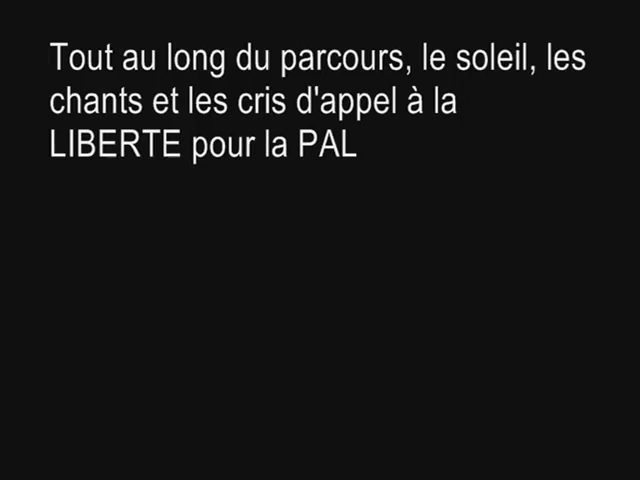 Tout au long du parcours, le soleil, les
chants et les cris d'appel à la
LIBERTE pour la PAL